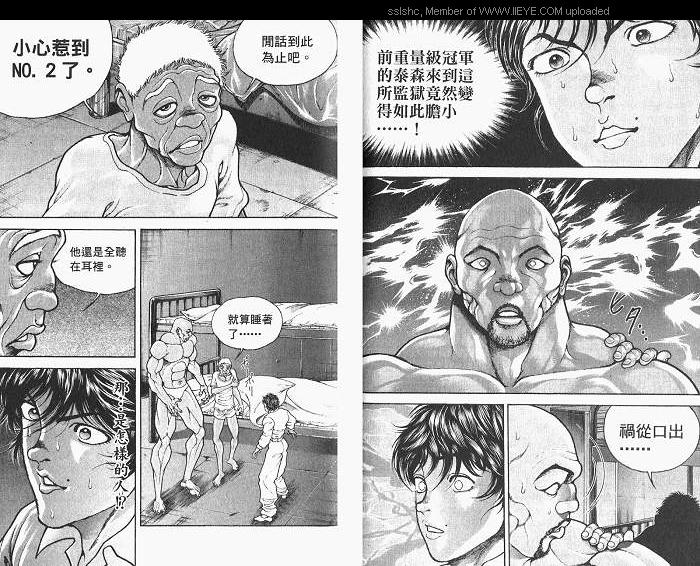 sslshc, Member of WWW.IIEYE.COM uploaded
前重量級冠軍
的泰森來到這
所監獄竟然變
得如此膽小
……！
ビタ…
禍從口出
……
閒話到此
為止吧。
小心惹到
NO.2了。
他還是全聽
在耳裡。
就算睡著
了……
那…是怎樣的人!?